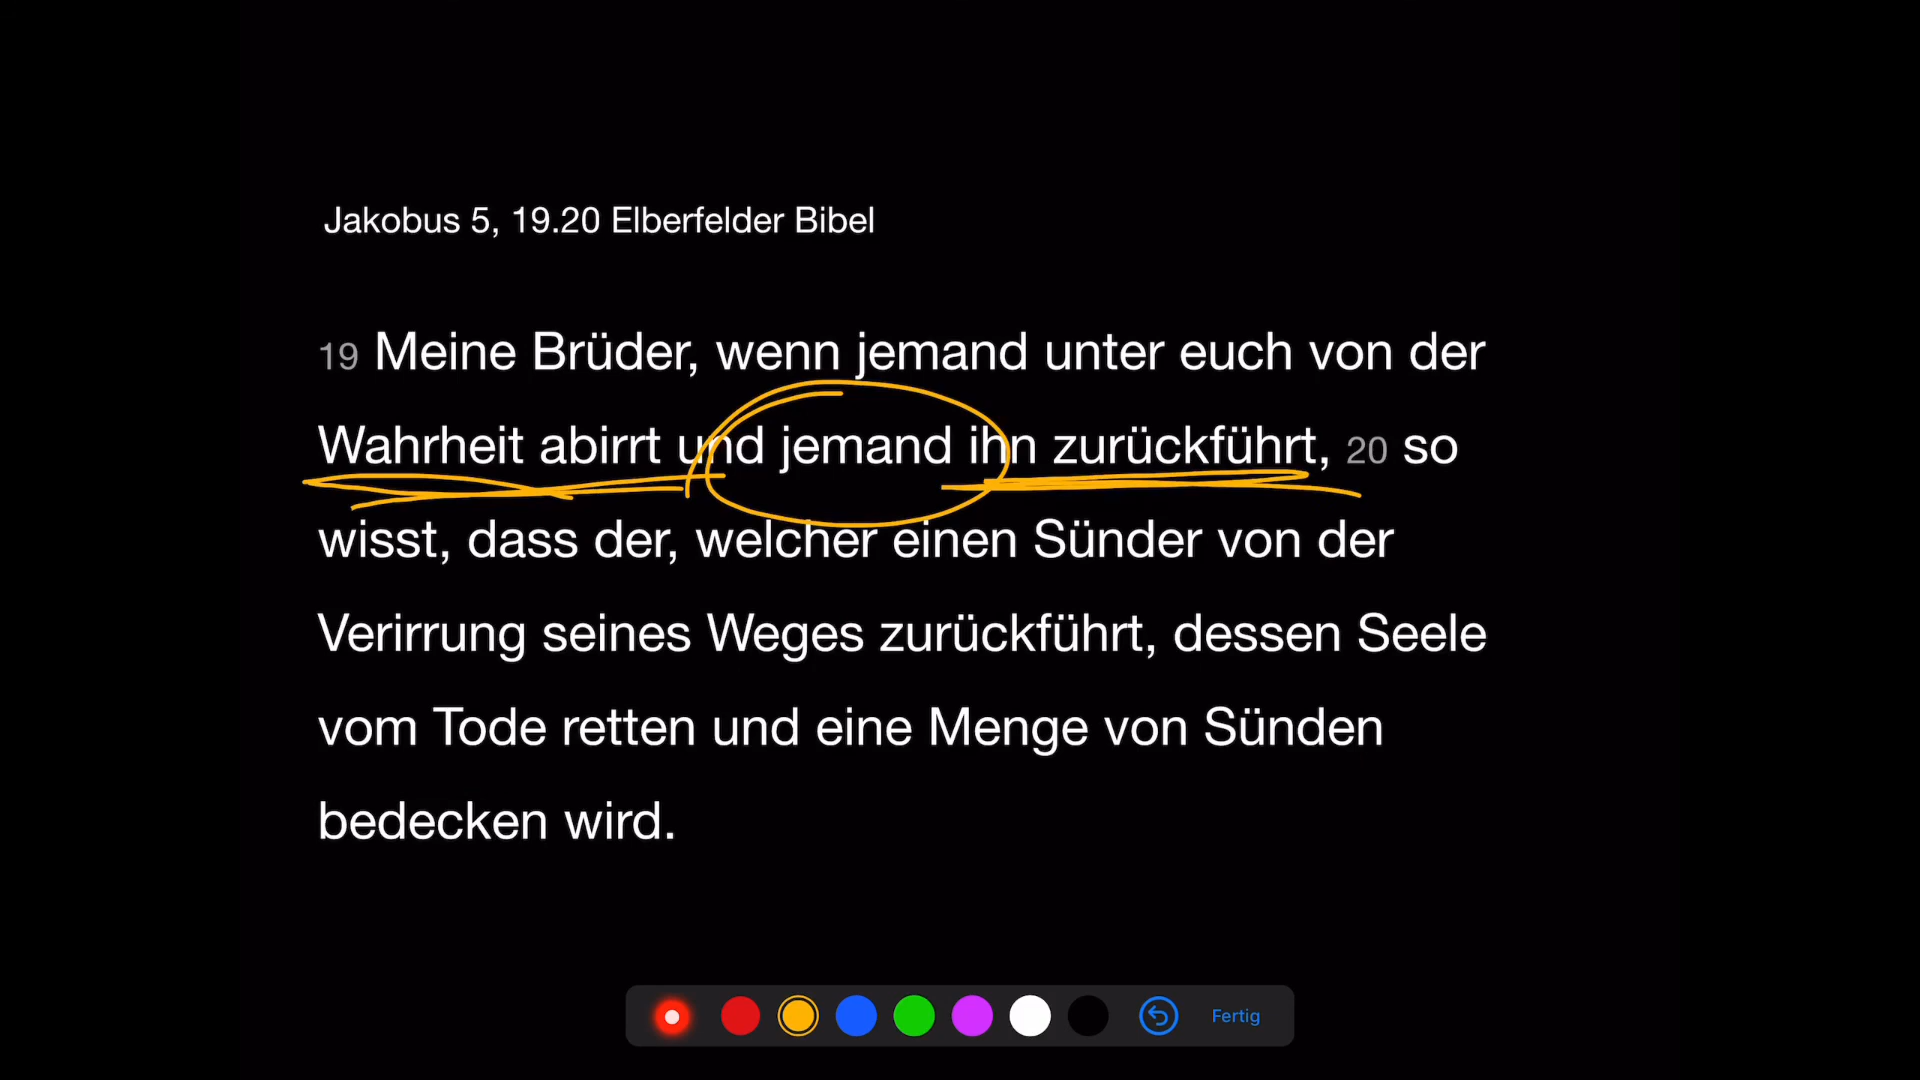 Jakobus 5, 19.20 Elberfelder Bibel
19 Meine Brüder, wenn jemand unter euch von der
Wahrheit abirrt und jemand ihn zurückführt, 20 so
wisst, dass der, welcher einen Sünder von der
Verirrung seines Weges zurückführt, dessen Seele
vom Tode retten und eine Menge von Sünden
bedecken wird.
Fertig